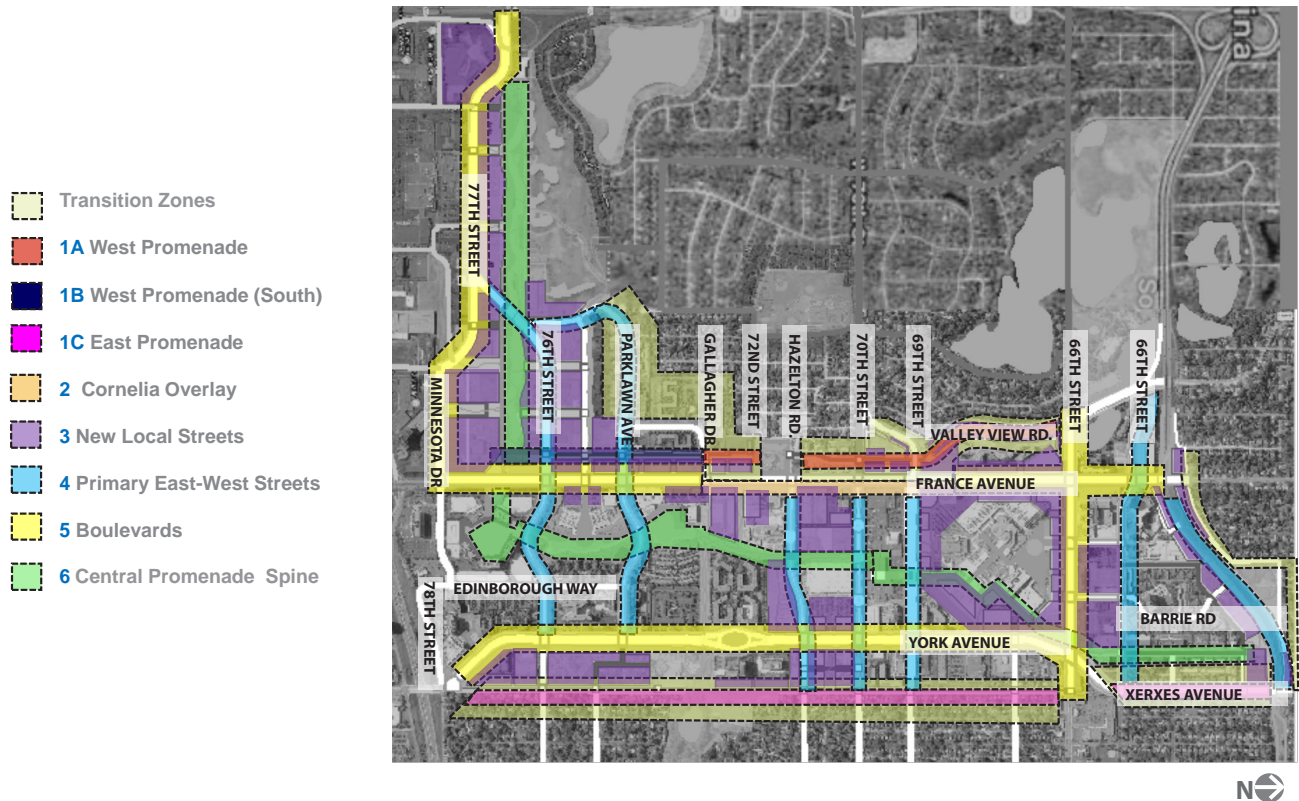 Transition Zones
1A West Promenade
1B West Promenade (South)
1C East Promenade
2 Cornelia Overlay
3 New Local Streets
4 Primary East-West Streets
5 Boulevards
6 Central Promenade Spine
ina
So
77TH STREET
MINNESOTA DR
76TH STREET
PARKLAWN AVE
GALLAGHER DR.
72ND STREET
HAZELTON RD.
70TH STREET
69TH STREET
66TH STREET
66TH STREET
VALLEY VIEW RD.
FRANCE AVENUE
78TH STREET
EDINBOROUGH WAY
BARRIE RD
YORK AVENUE
XERXES AVENUE
N